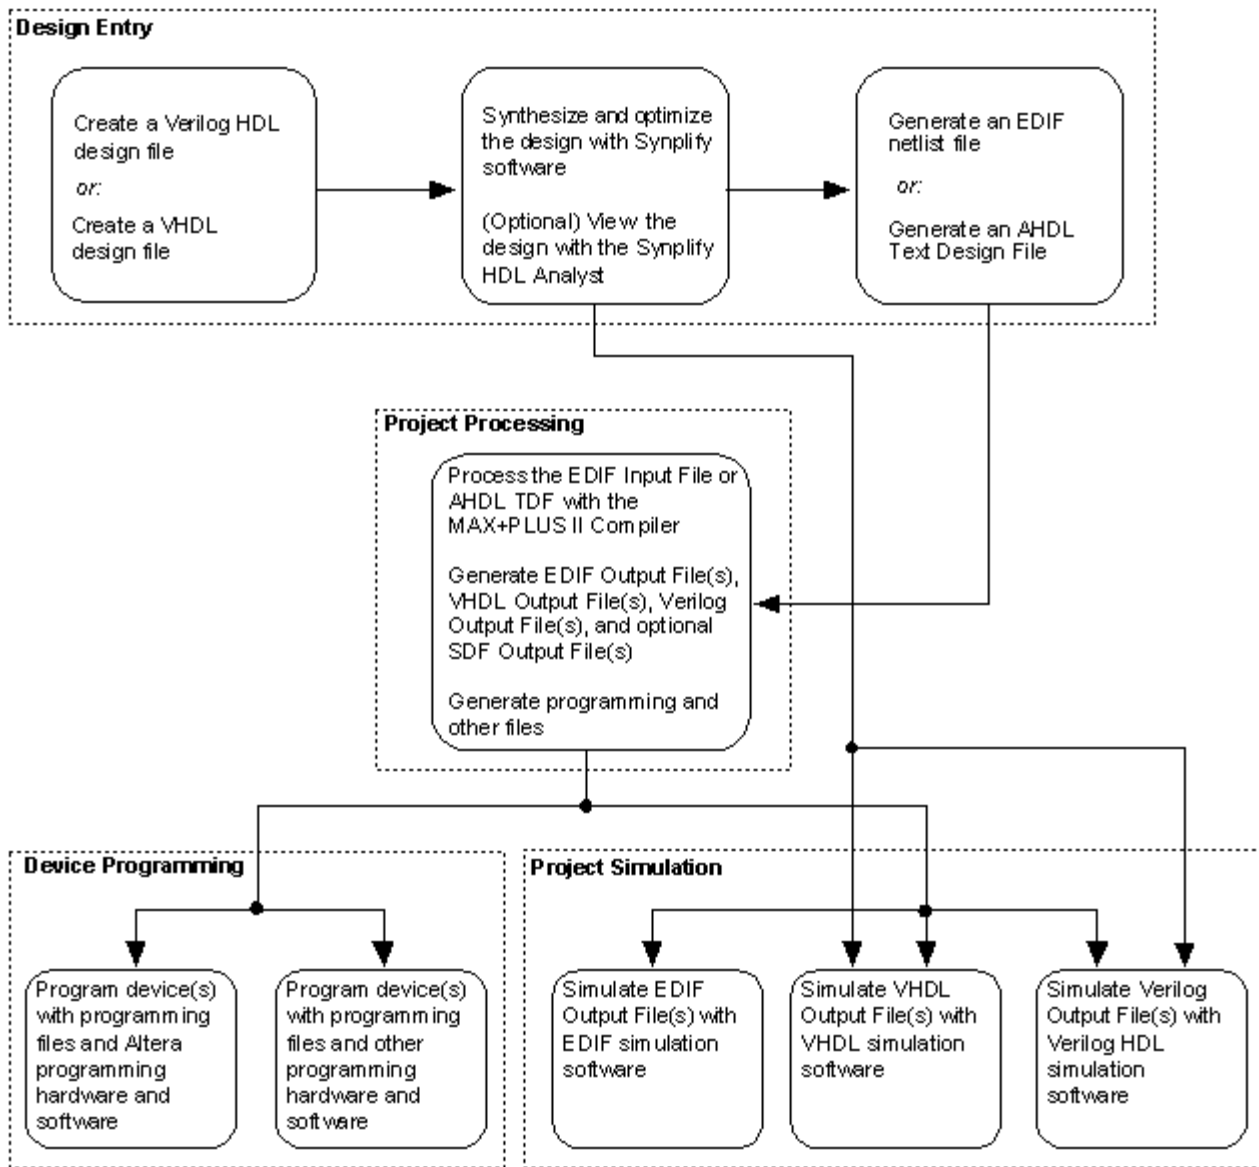 Design Entry
Create a Verilog HDL
design file
or:
Create a VHDL
design file
Synthesize and optimize
the design with Synplify
software
(Optional) View the
design with the Synplify
HDL Analyst
Generate an EDIF
netlist file
or:
Generate an AHDL
Text Design File
Project Processing
Process the EDIF Input File or
AHDL TDF with the
MAX+PLUS II Compiler
Generate EDIF Output File(s),
VHDL Output File(s), Verilog
Output File(s), and optional
SDF Output File(s)
Generate programming and
other files
Device Programming
Program device(s)
with programming
files and Altera
programming
hardware and
software
Program device(s)
with programming
files and other
programming
hardware and
software
Project Simulation
Simulate EDIF
Output File(s) with
EDIF simulation
software
Simulate VHDL
Output File(s) with
VHDL simulation
software
Simulate Verilog
Output File(s) with
Verilog HDL
simulation
software